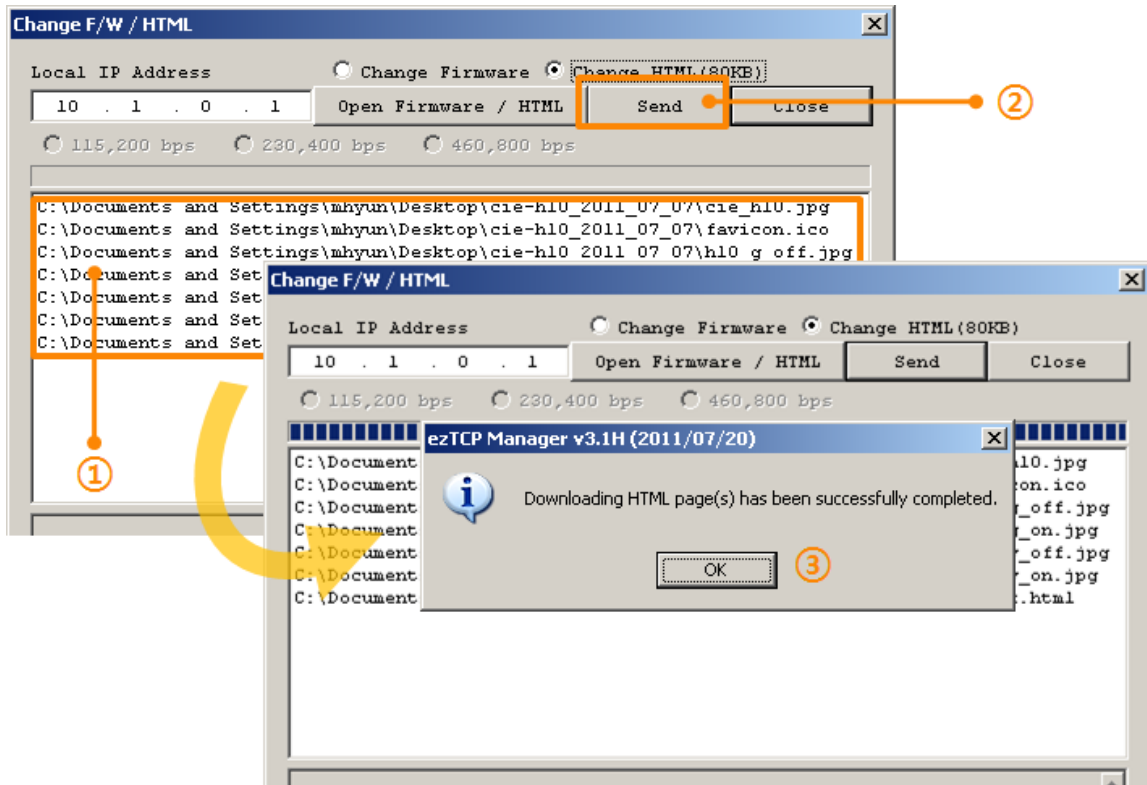 Change F/W / HTML
Local IP Address
Change Firmware
Change HTML(80KB)
10 . 1 . 0 . 1
Open Firmware / HTML
Send
Close
②
115,200 bps
230,400 bps
460,800 bps
C:\Documents and Settings\mhyun\Desktop\cie-h10_2011_07_07\cie_h10.jpg
C:\Documents and Settings\mhyun\Desktop\cie-h10_2011_07_07\favicon.ico
C:\Documents and Settings\mhyun\Desktop\cie-h10_2011_07_07\h10_g_off.jpg
C:\Documents and Set
C:\Documents and Set
C:\Documents and Set
C:\Documents and Set
①
Change F/W / HTML
Local IP Address
Change Firmware
Change HTML(80KB)
10 . 1 . 0 . 1
Open Firmware / HTML
Send
Close
115,200 bps
230,400 bps
460,800 bps
ezTCP Manager v3.1H (2011/07/20)
Downloading HTML page(s) has been successfully completed.
OK
③
C:\Document
h10.jpg
C:\Document
con.ico
C:\Document
_off.jpg
C:\Document
_on.jpg
C:\Document
_off.jpg
C:\Document
_on.jpg
C:\Document
.html